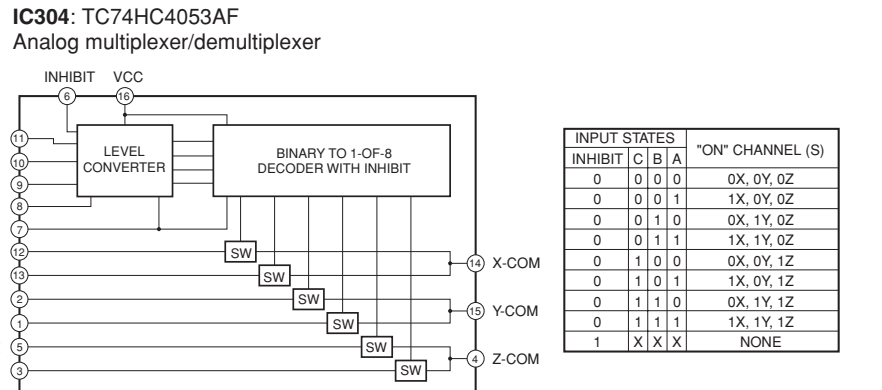 IC304: TC74HC4053AF
Analog multiplexer/demultiplexer
INHIBIT VCC
6 16
11
10
9
8
7
12
13
2
1
5
3
LEVEL
CONVERTER
BINARY TO 1-OF-8
DECODER WITH INHIBIT
SW
SW
SW
SW
SW
SW
14 X-COM
15 Y-COM
4 Z-COM
INPUT STATES "ON" CHANNEL (S)
INHIBIT C B A
0 0 0 0 0X, 0Y, 0Z
0 0 0 1 1X, 0Y, 0Z
0 0 1 0 0X, 1Y, 0Z
0 0 1 1 1X, 1Y, 0Z
0 1 0 0 0X, 0Y, 1Z
0 1 0 1 1X, 0Y, 1Z
0 1 1 0 0X, 1Y, 1Z
0 1 1 1 1X, 1Y, 1Z
1 X X X NONE